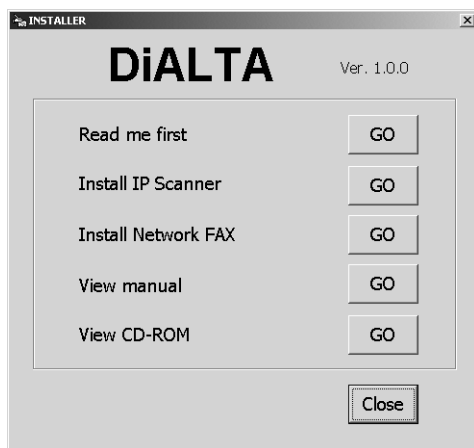 INSTALLER
DiALTA Ver. 1.0.0
Read me first GO
Install IP Scanner GO
Install Network FAX GO
View manual GO
View CD-ROM GO
Close